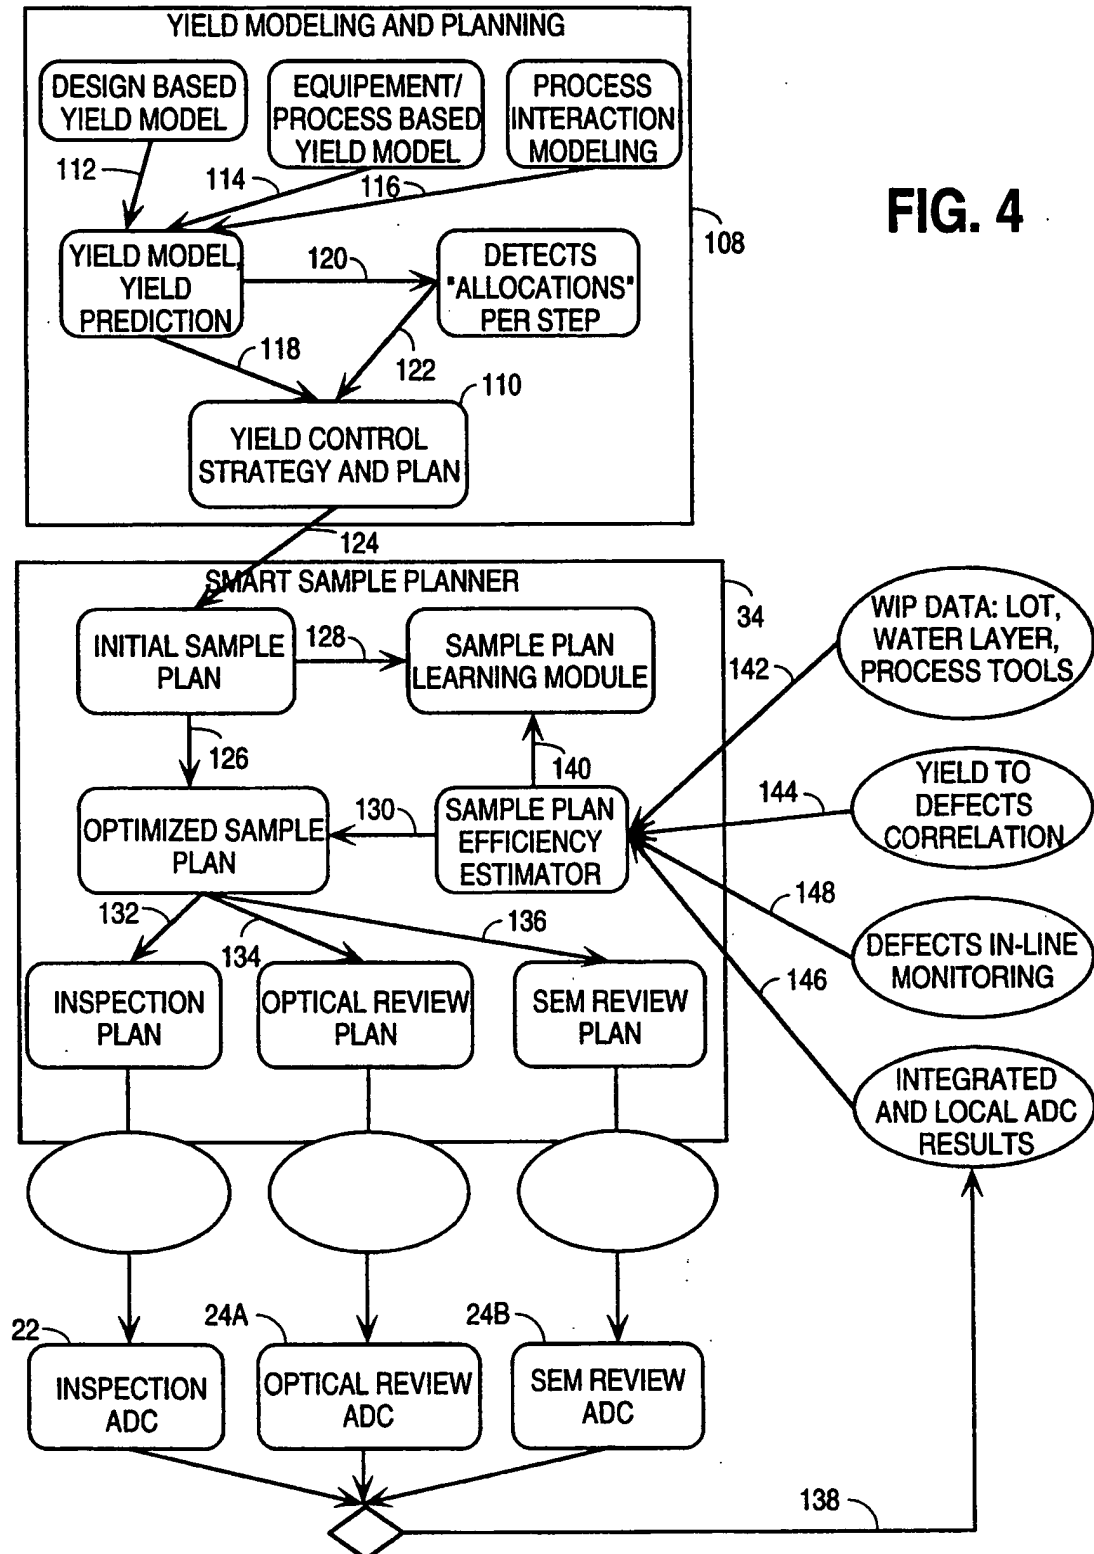 YIELD MODELING AND PLANNING
DESIGN BASED
YIELD MODEL
EQUIPEMENT/
PROCESS BASED
YIELD MODEL
PROCESS
INTERACTION
MODELING
112
114
116
FIG. 4
108
YIELD MODEL,
YIELD
PREDICTION
120
DETECTS
"ALLOCATIONS"
PER STEP
118
122
110
YIELD CONTROL
STRATEGY AND PLAN
124
SMART SAMPLE PLANNER
34
INITIAL SAMPLE
PLAN
128
SAMPLE PLAN
LEARNING MODULE
142
WIP DATA: LOT,
WATER LAYER,
PROCESS TOOLS
126
140
OPTIMIZED SAMPLE
PLAN
130
SAMPLE PLAN
EFFICIENCY
ESTIMATOR
144
YIELD TO
DEFECTS
CORRELATION
132
134
136
148
DEFECTS IN-LINE
MONITORING
146
INSPECTION
PLAN
OPTICAL REVIEW
PLAN
SEM REVIEW
PLAN
INTEGRATED
AND LOCAL ADC
RESULTS
22
24A
24B
INSPECTION
ADC
OPTICAL REVIEW
ADC
SEM REVIEW
ADC
138